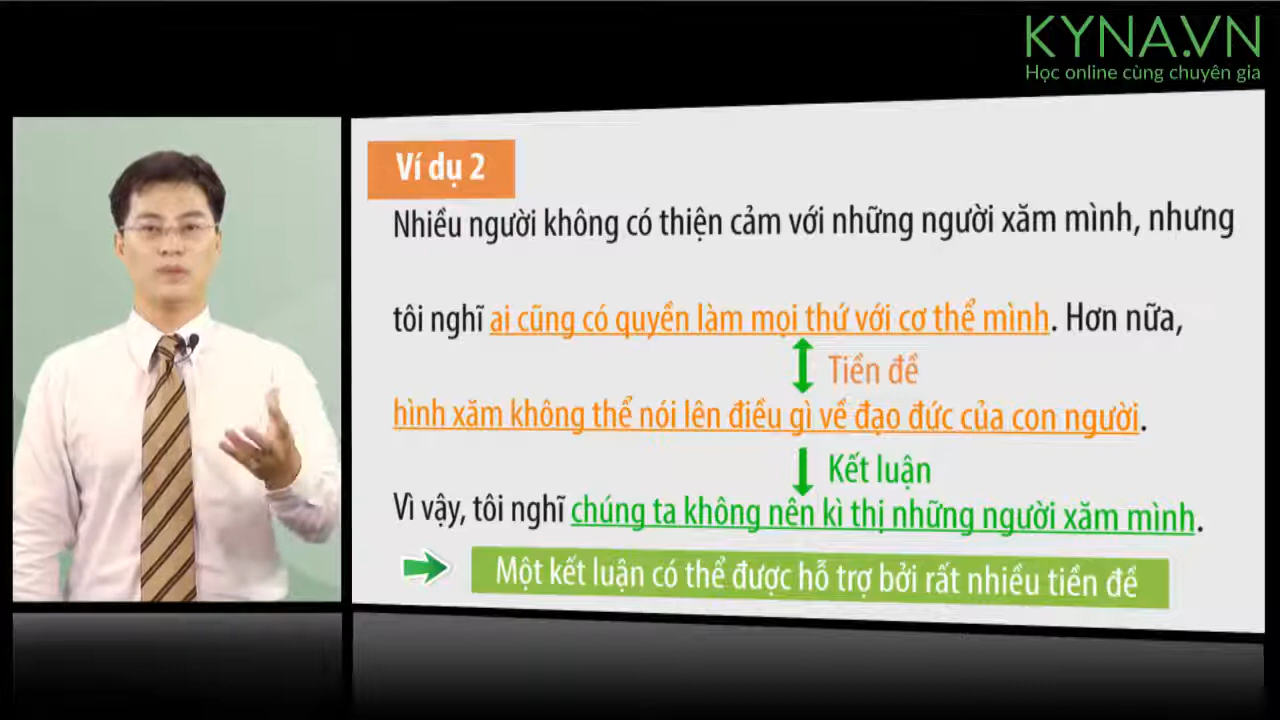 KYNA.VN
Học online cùng chuyên gia
Ví dụ 2
Nhiều người không có thiện cảm với những người xăm mình, nhưng
tôi nghĩ ai cũng có quyền làm mọi thứ với cơ thể mình. Hơn nữa,
Tiền đề
hình xăm không thể nói lên điều gì về đạo đức của con người.
Kết luận
Vì vậy, tôi nghĩ chúng ta không nên kì thị những người xăm mình.
Một kết luận có thể được hỗ trợ bởi rất nhiều tiền đề